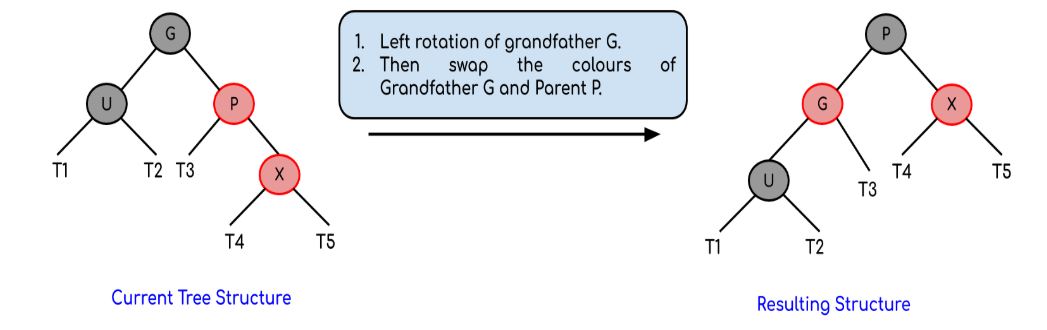 G
U
P
T1
T2
T3
X
T4
T5
Current Tree Structure
1. Left rotation of grandfather G.
2. Then swap the colours of
Grandfather G and Parent P.
P
G
X
T4
T5
U
T3
T1
T2
Resulting Structure